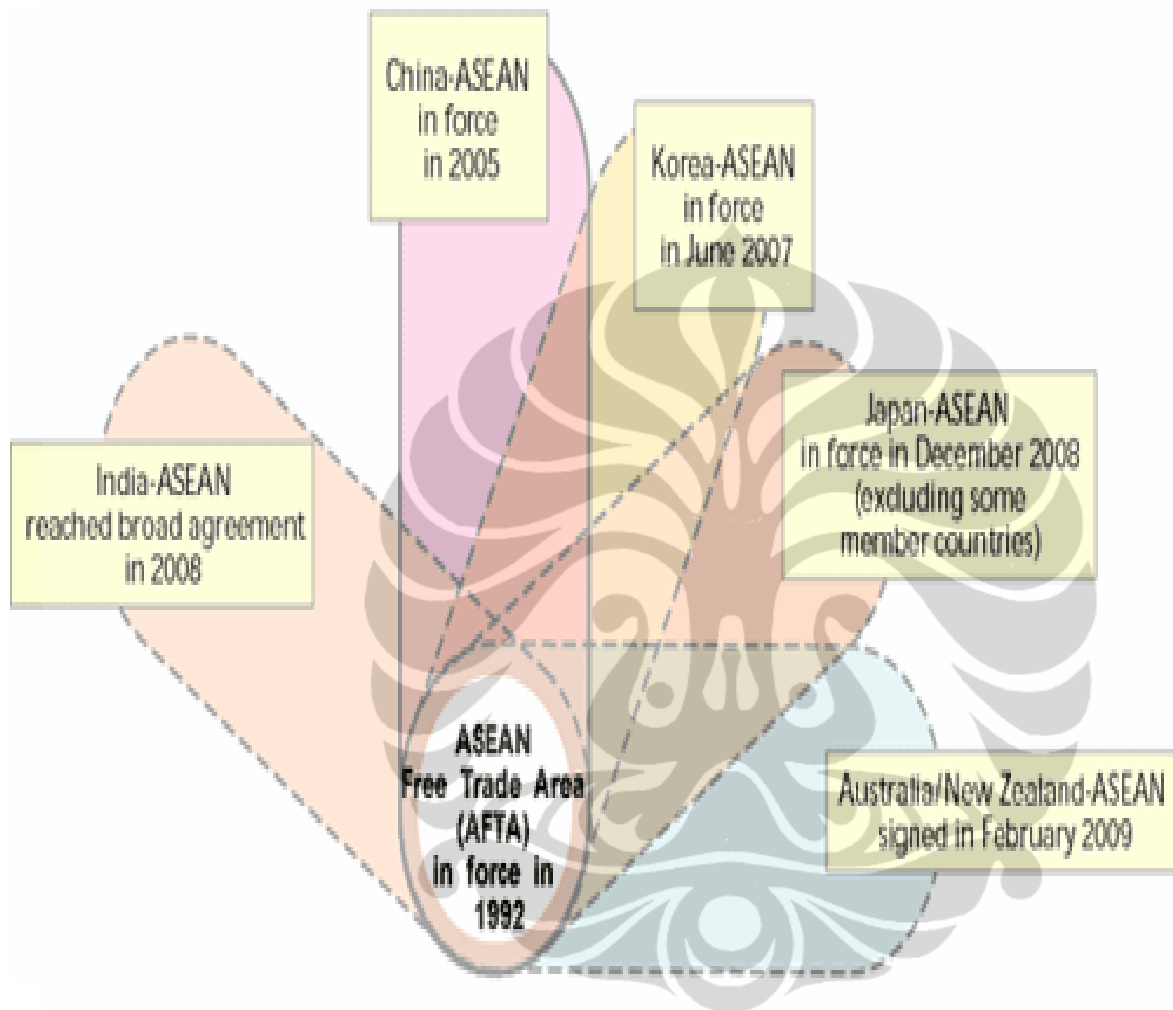 China-ASEAN
in force
in 2005
Korea-ASEAN
in force
in June 2007
Japan-ASEAN
in force in December 2008
(excluding some
member countries)
India-ASEAN
reached broad agreement
in 2008
ASEAN
Free Trade Area
(AFTA)
in force in
1992
Australia/New Zealand-ASEAN
signed in February 2009